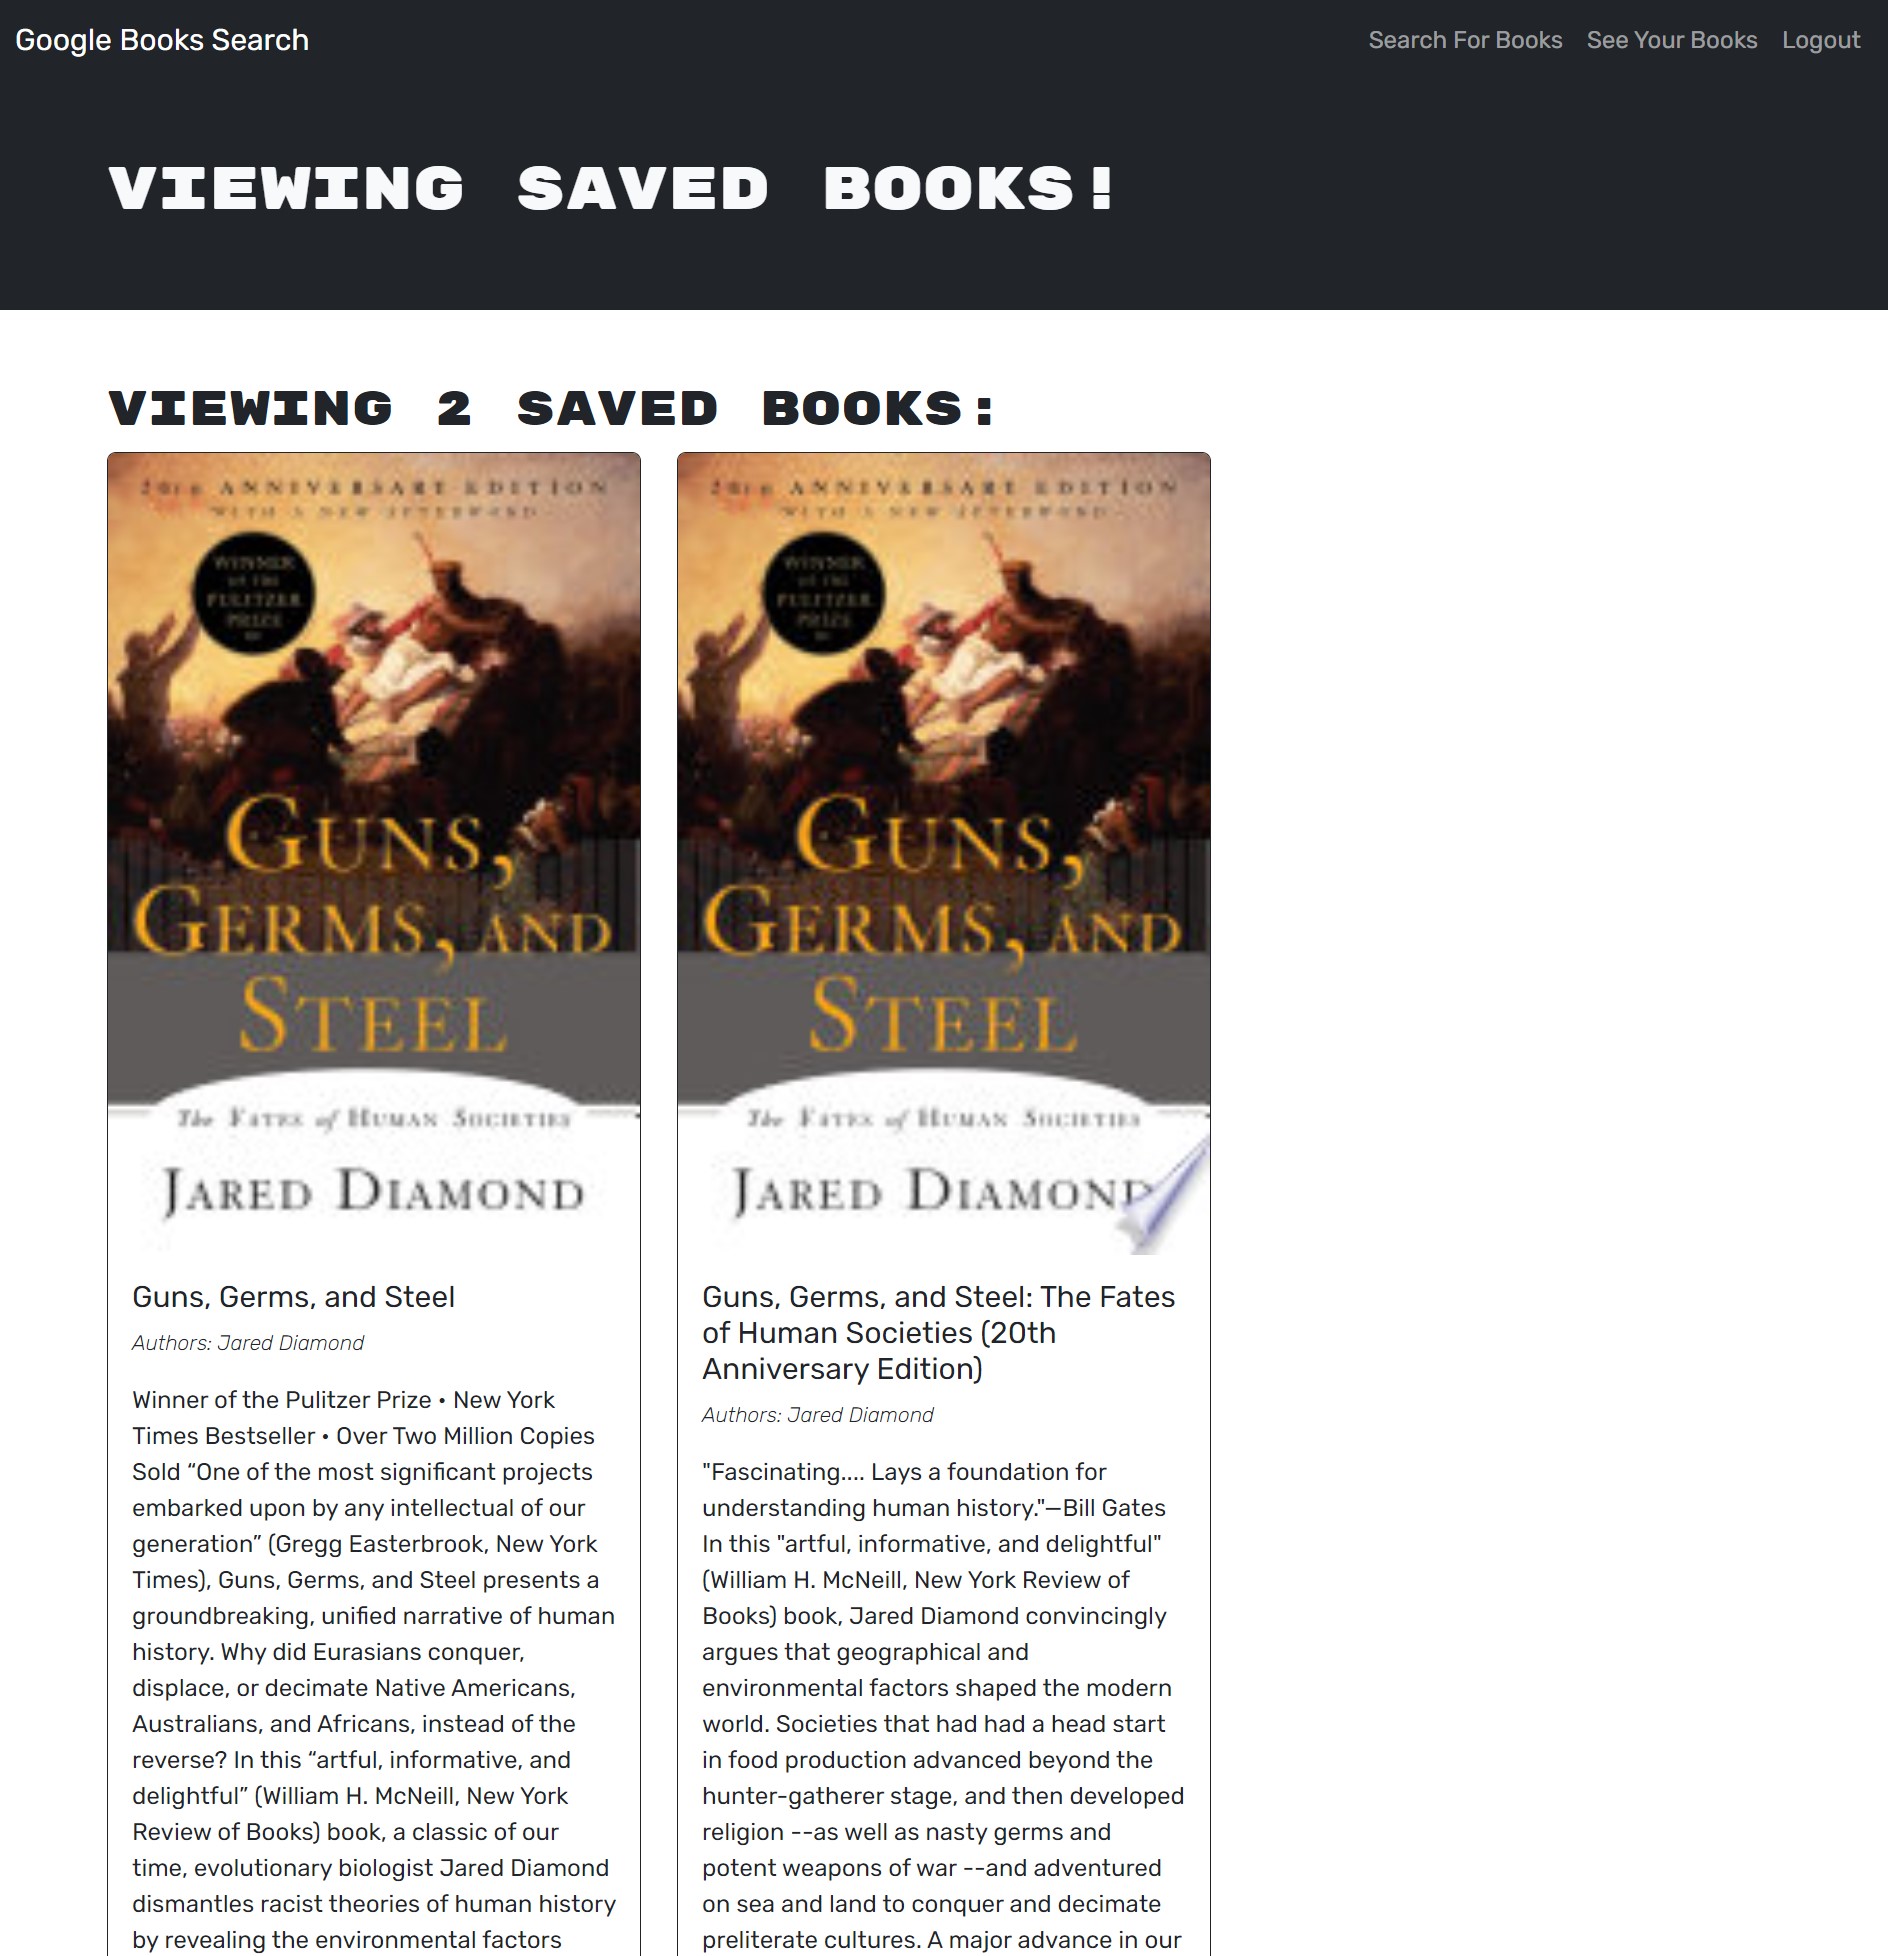 Google Books Search
Search For Books See Your Books Logout
VIEWING SAVED BOOKS!
VIEWING 2 SAVED BOOKS:
20TH ANNIVERSARY EDITION
WITH A NEW AFTERWORD
WINNER
OF THE
PULITZER
PRIZE
GUNS,
GERMS, AND
STEEL
The FATES of HUMAN SOCIETIES
JARED DIAMOND
Guns, Germs, and Steel
Authors: Jared Diamond
Winner of the Pulitzer Prize • New York
Times Bestseller • Over Two Million Copies
Sold “One of the most significant projects
embarked upon by any intellectual of our
generation” (Gregg Easterbrook, New York
Times), Guns, Germs, and Steel presents a
groundbreaking, unified narrative of human
history. Why did Eurasians conquer,
displace, or decimate Native Americans,
Australians, and Africans, instead of the
reverse? In this “artful, informative, and
delightful” (William H. McNeill, New York
Review of Books) book, a classic of our
time, evolutionary biologist Jared Diamond
dismantles racist theories of human history
by revealing the environmental factors
20TH ANNIVERSARY EDITION
WITH A NEW AFTERWORD
WINNER
OF THE
PULITZER
PRIZE
GUNS,
GERMS, AND
STEEL
The FATES of HUMAN SOCIETIES
JARED DIAMOND
Guns, Germs, and Steel: The Fates
of Human Societies (20th
Anniversary Edition)
Authors: Jared Diamond
"Fascinating.... Lays a foundation for
understanding human history."—Bill Gates
In this "artful, informative, and delightful"
(William H. McNeill, New York Review of
Books) book, Jared Diamond convincingly
argues that geographical and
environmental factors shaped the modern
world. Societies that had had a head start
in food production advanced beyond the
hunter-gatherer stage, and then developed
religion --as well as nasty germs and
potent weapons of war --and adventured
on sea and land to conquer and decimate
preliterate cultures. A major advance in our